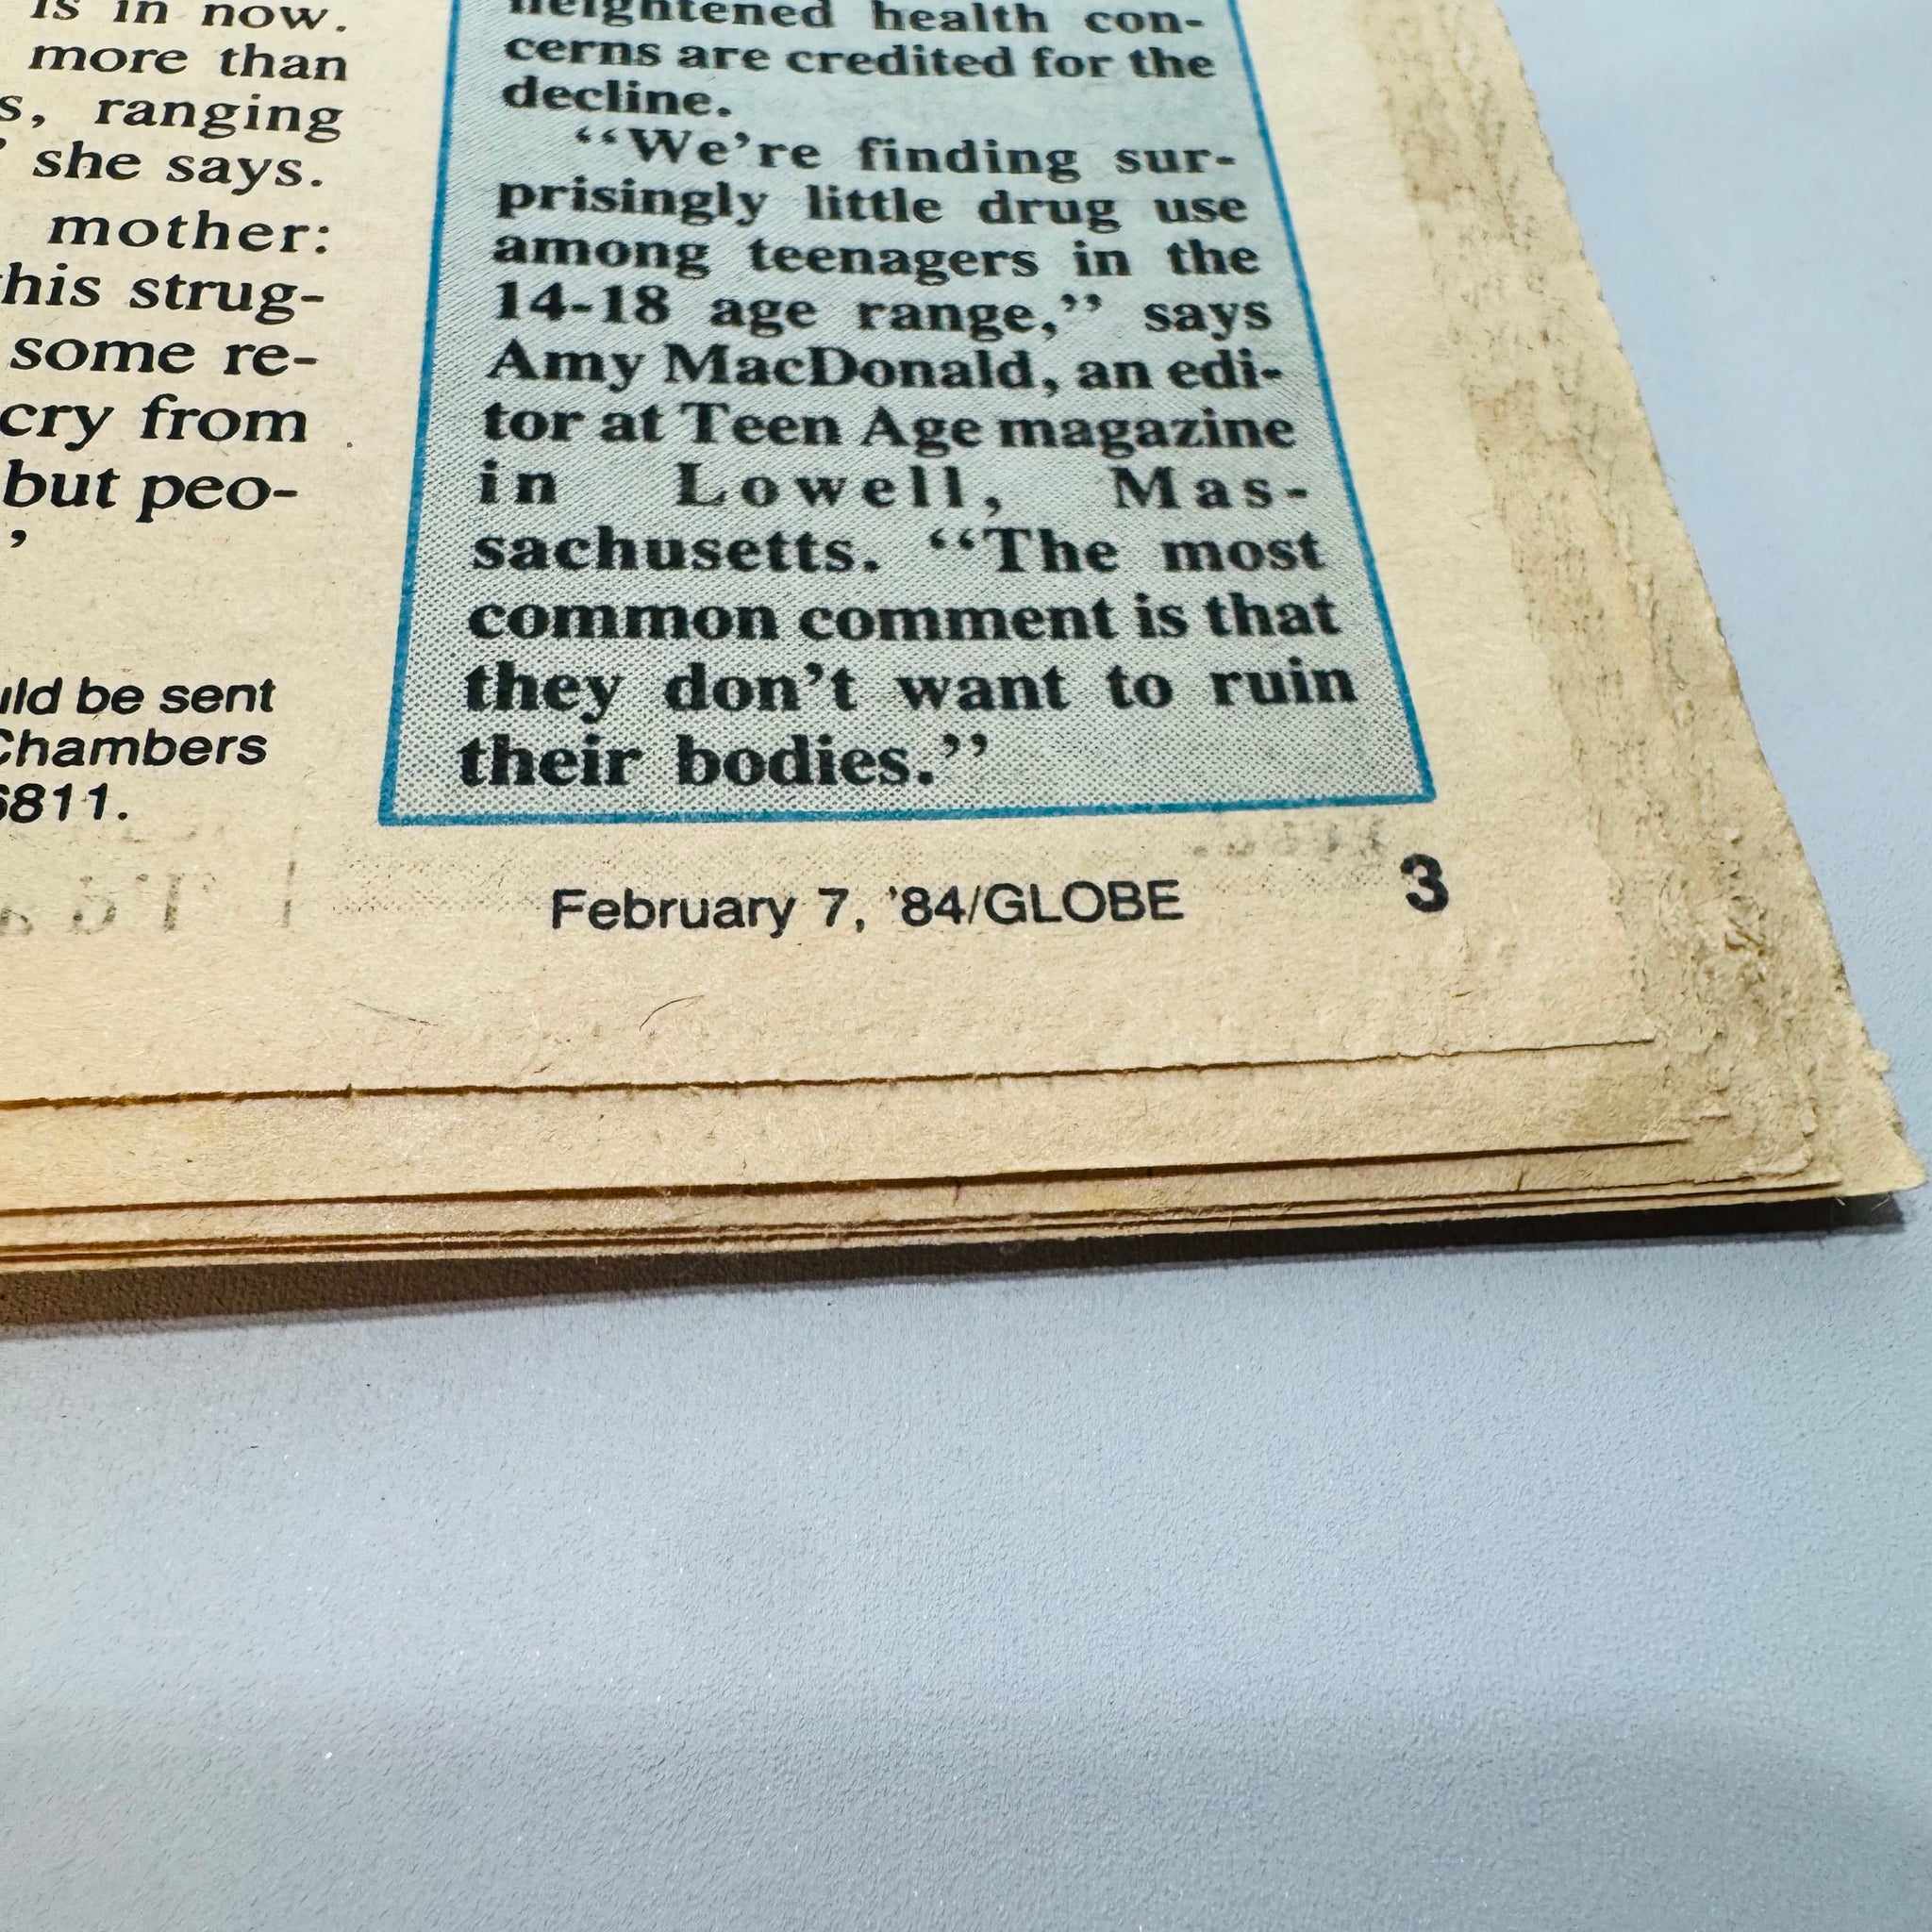 is in now.
more than
s, ranging
she says.
mother:
this strug-
some re-
cry from
but peo-
’
uld be sent
Chambers
6811.
heightened health con-
cerns are credited for the
decline.
“We’re finding sur-
prisingly little drug use
among teenagers in the
14-18 age range,” says
Amy MacDonald, an edi-
tor at Teen Age magazine
in Lowell, Mas-
sachusetts. “The most
common comment is that
they don’t want to ruin
their bodies.”
February 7, ’84/GLOBE 3